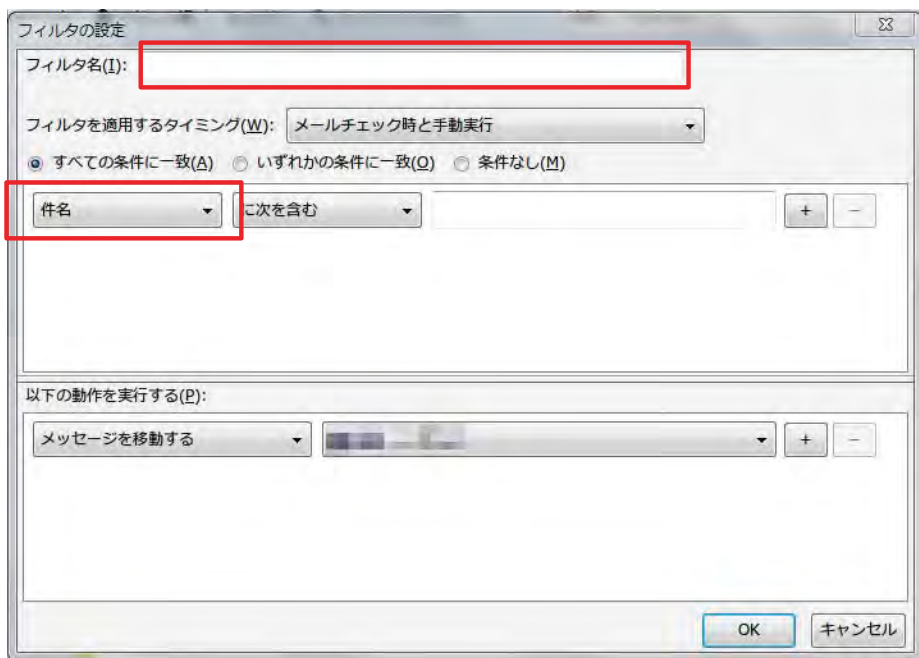 フィルタの設定
フィルタ名(I):
フィルタを適用するタイミング(W): メールチェック時と手動実行
すべての条件に一致(A) いずれかの条件に一致(O) 条件なし(M)
件名 に次を含む + −
以下の動作を実行する(P):
メッセージを移動する + −
OK キャンセル